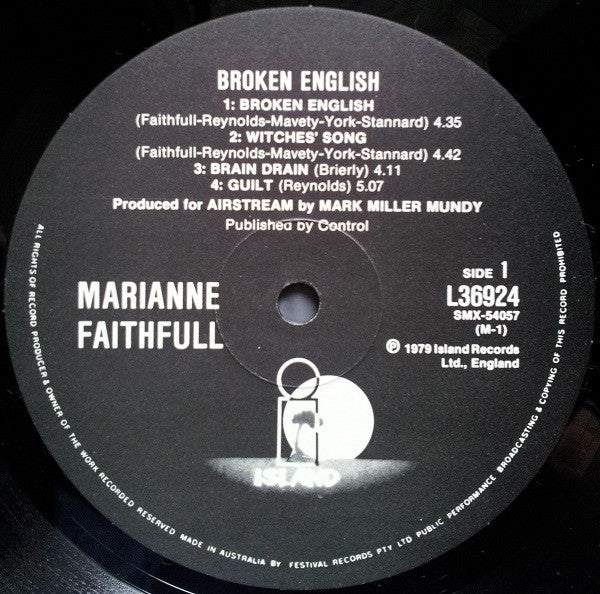 BROKEN ENGLISH
1: BROKEN ENGLISH
(Faithfull-Reynolds-Mavety-York-Stannard) 4.35
2: WITCHES' SONG
(Faithfull-Reynolds-Mavety-York-Stannard) 4.42
3: BRAIN DRAIN (Brierly) 4.11
4: GUILT (Reynolds) 5.07
Produced for AIRSTREAM by MARK MILLER MUNDY
Published by Control
MARIANNE
FAITHFULL
SIDE 1
L36924
SMX-54057
(M-1)
℗ 1979 Island Records
Ltd., England
i
ISLAND
ALL RIGHTS OF RECORD PRODUCER & OWNER OF THE WORK RECORDED RESERVED MADE IN AUSTRALIA BY FESTIVAL RECORDS PTY LTD PUBLIC PERFORMANCE BROADCASTING & COPYING OF THIS RECORD PROHIBITED